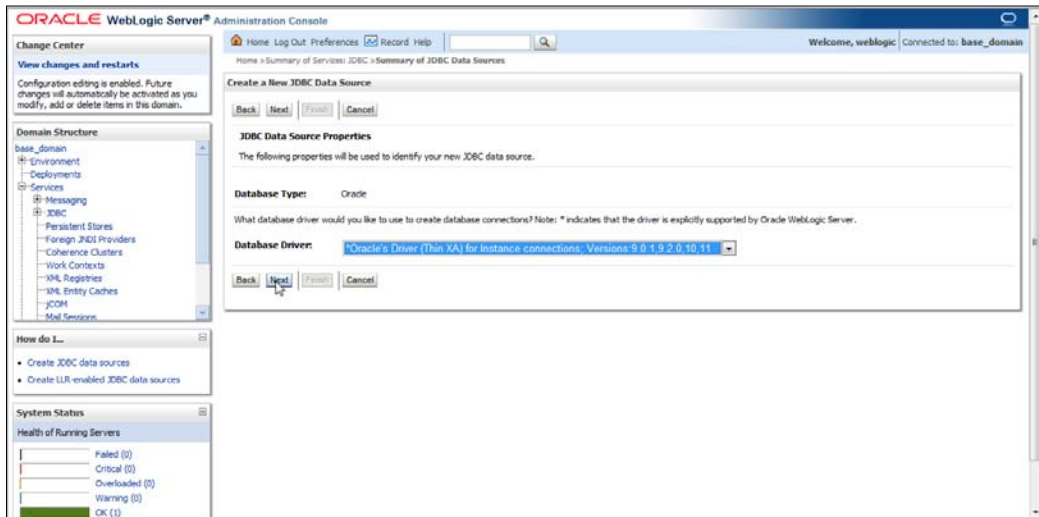 ORACLE WebLogic Server® Administration Console
Change Center
View changes and restarts
Configuration editing is enabled. Future
changes will automatically be activated as you
modify, add or delete items in this domain.
Domain Structure
base_domain
Environment
Deployments
Services
Messaging
JDBC
Persistent Stores
Foreign JNDI Providers
Coherence Clusters
Work Contexts
XML Registries
XML Entity Caches
jCOM
Mail Sessions
How do I...
Create JDBC data sources
Create LLR-enabled JDBC data sources
System Status
Health of Running Servers
Failed (0)
Critical (0)
Overloaded (0)
Warning (0)
OK (1)
Home Log Out Preferences Record Help
Welcome, weblogic Connected to: base_domain
Home >Summary of Services: JDBC >Summary of JDBC Data Sources
Create a New JDBC Data Source
Back Next Finish Cancel
JDBC Data Source Properties
The following properties will be used to identify your new JDBC data source.
Database Type: Oracle
What database driver would you like to use to create database connections? Note: * indicates that the driver is explicitly supported by Oracle WebLogic Server.
Database Driver: *Oracle's Driver (Thin XA) for Instance connections; Versions:9.0.1,9.2.0,10,11
Back Next Finish Cancel